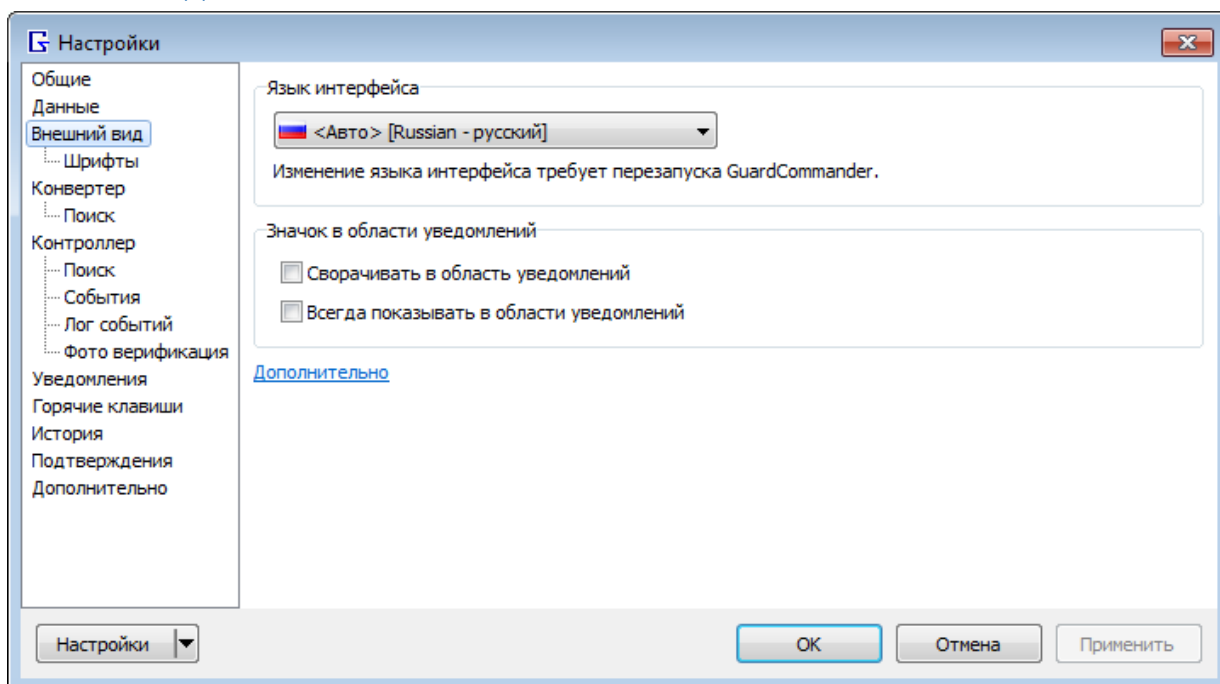 Настройки
Общие
Данные
Внешний вид
Шрифты
Конвертер
Поиск
Контроллер
Поиск
События
Лог событий
Фото верификация
Уведомления
Горячие клавиши
История
Подтверждения
Дополнительно
Язык интерфейса
<Авто> [Russian - русский]
Изменение языка интерфейса требует перезапуска GuardCommander.
Значок в области уведомлений
Сворачивать в область уведомлений
Всегда показывать в области уведомлений
Дополнительно
Настройки
OK
Отмена
Применить